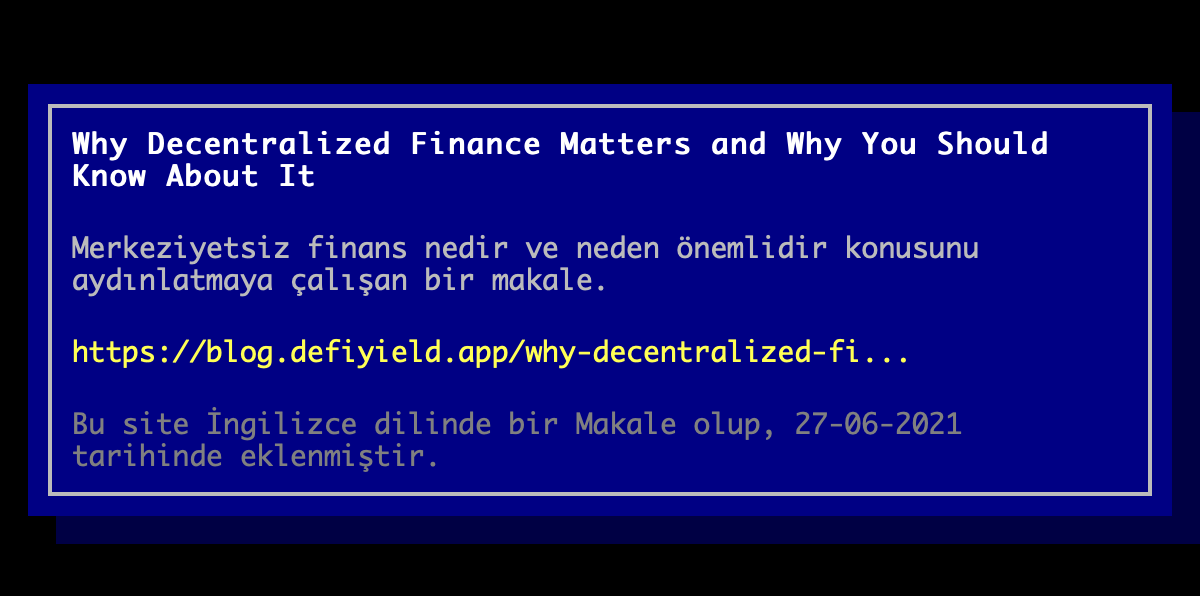 Why Decentralized Finance Matters and Why You Should
Know About It
Merkeziyetsiz finans nedir ve neden önemlidir konusunu
aydınlatmaya çalışan bir makale.
https://blog.defiyield.app/why-decentralized-fi...
Bu site İngilizce dilinde bir Makale olup, 27-06-2021
tarihinde eklenmiştir.